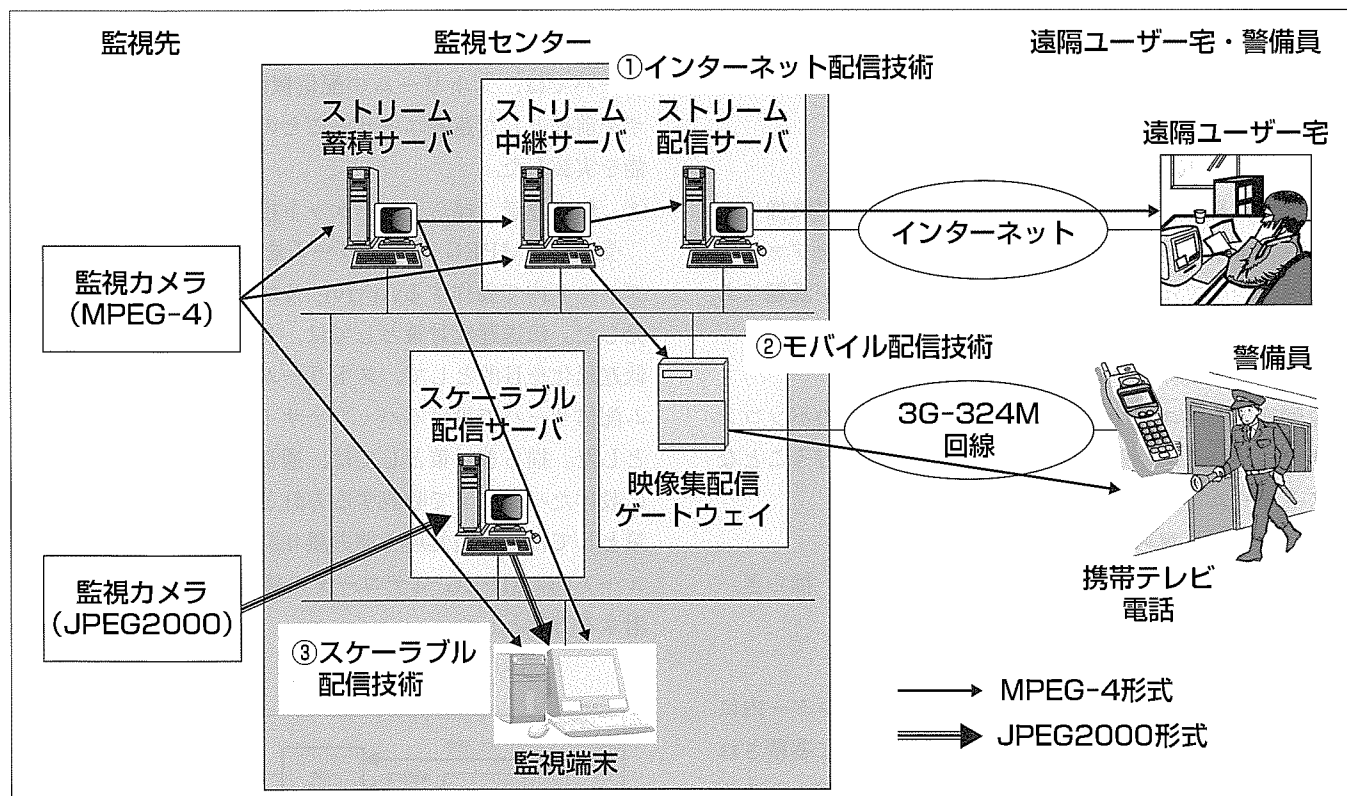 監視先
監視センター
遠隔ユーザー宅・警備員
①インターネット配信技術
ストリーム
蓄積サーバ
ストリーム
中継サーバ
ストリーム
配信サーバ
遠隔ユーザー宅
インターネット
監視カメラ
(MPEG-4)
②モバイル配信技術
警備員
スケーラブル
配信サーバ
3G-324M
回線
映像集配信
ゲートウェイ
監視カメラ
(JPEG2000)
携帯テレビ
電話
③スケーラブル
配信技術
監視端末
MPEG-4形式
JPEG2000形式